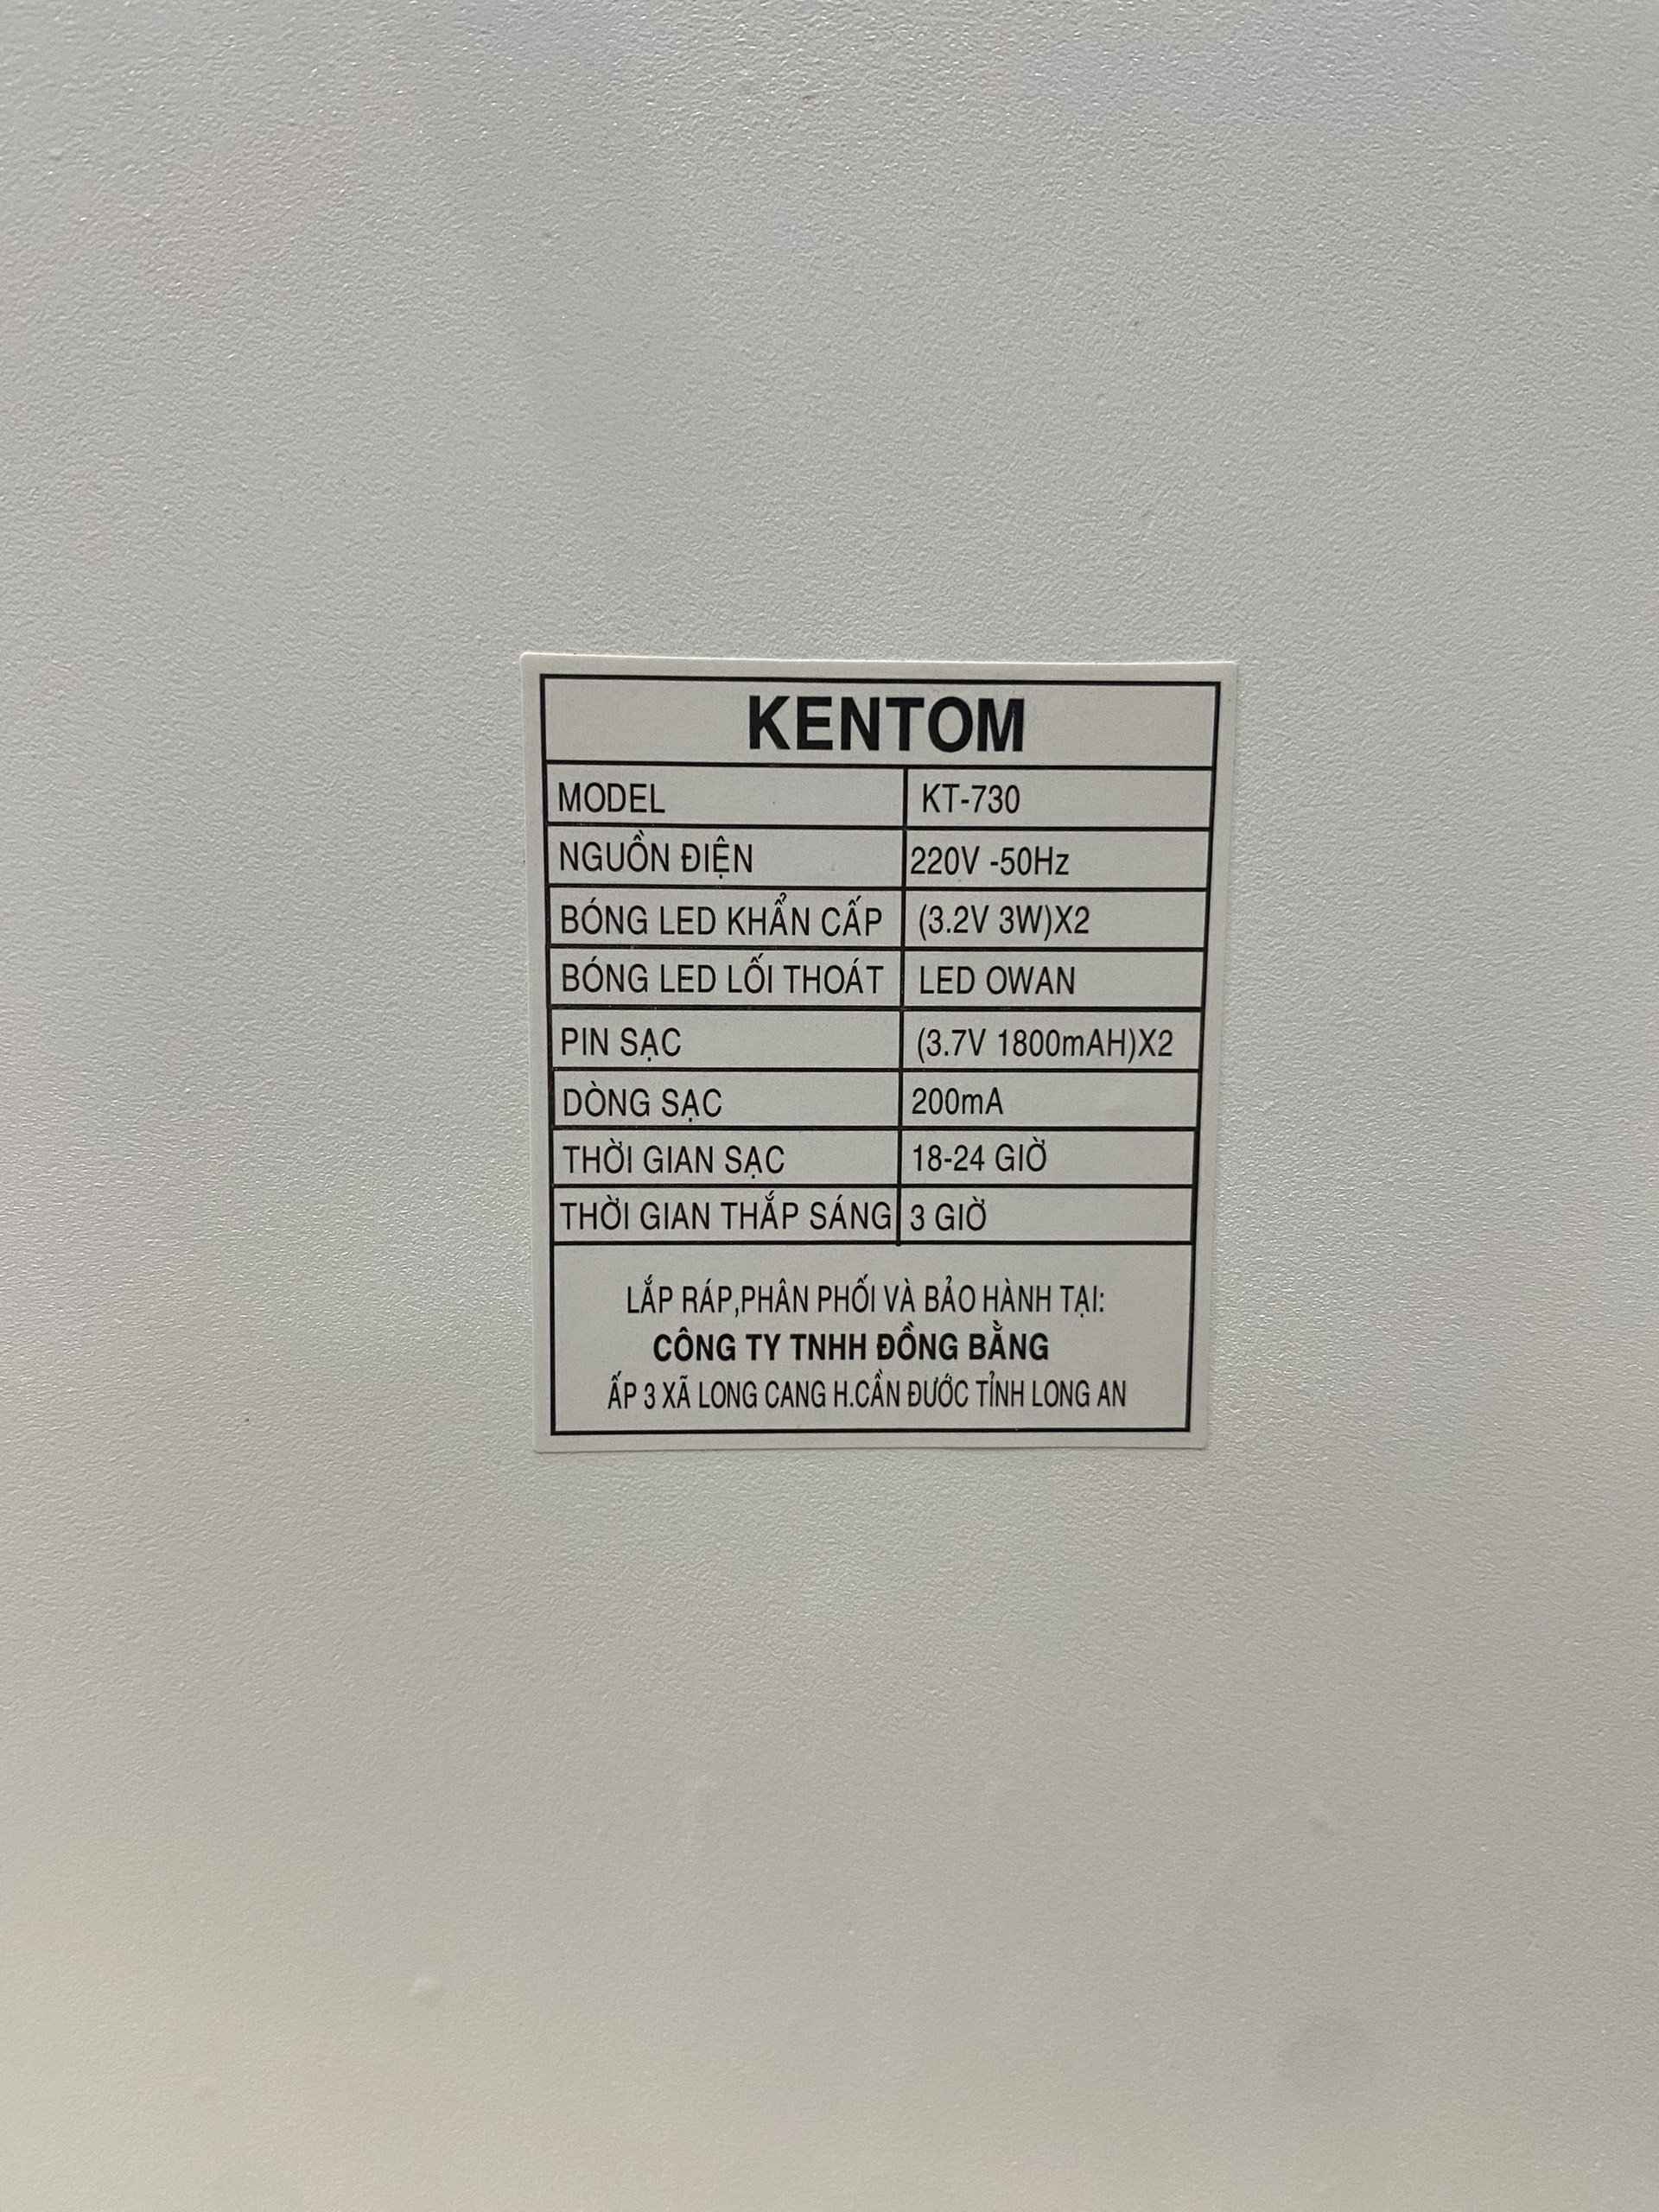 KENTOM
MODEL KT-730
NGUỒN ĐIỆN 220V -50Hz
BÓNG LED KHẨN CẤP (3.2V 3W)X2
BÓNG LED LỐI THOÁT LED OWAN
PIN SẠC (3.7V 1800mAH)X2
DÒNG SẠC 200mA
THỜI GIAN SẠC 18-24 GIỜ
THỜI GIAN THẮP SÁNG 3 GIỜ
LẮP RÁP,PHÂN PHỐI VÀ BẢO HÀNH TẠI:
CÔNG TY TNHH ĐỒNG BẰNG
ẤP 3 XÃ LONG CANG H.CẦN ĐƯỚC TỈNH LONG AN